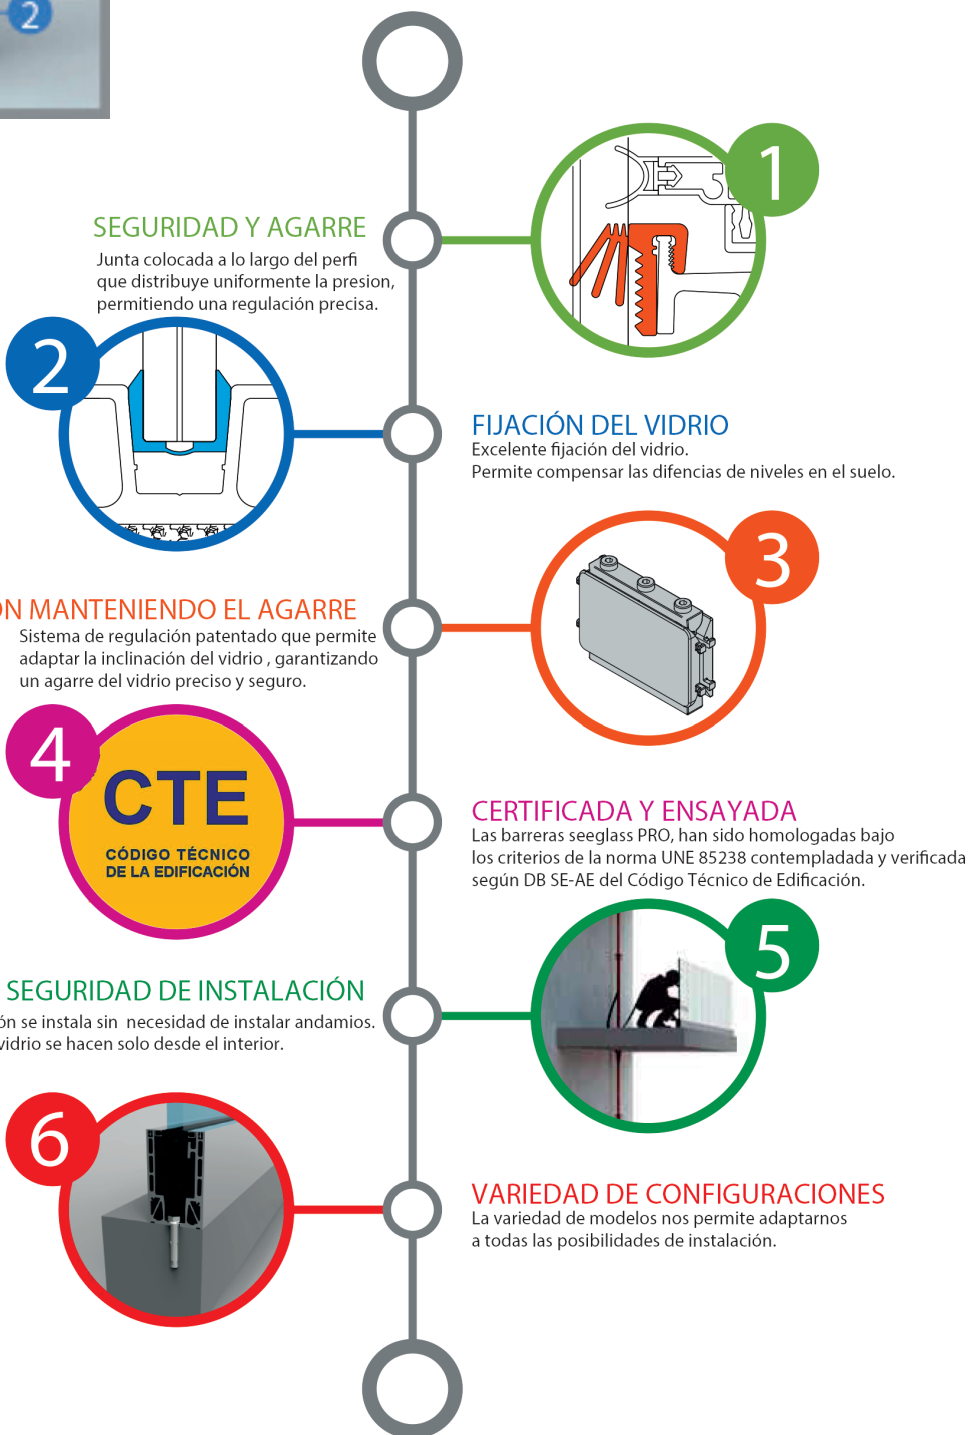 2
1
SEGURIDAD Y AGARRE
Junta colocada a lo largo del perfi
que distribuye uniformente la presion,
permitiendo una regulación precisa.
2
FIJACIÓN DEL VIDRIO
Excelente fijación del vidrio.
Permite compensar las difencias de niveles en el suelo.
3
ÓN MANTENIENDO EL AGARRE
Sistema de regulación patentado que permite
adaptar la inclinación del vidrio , garantizando
un agarre del vidrio preciso y seguro.
4
CTE
CÓDIGO TÉCNICO
DE LA EDIFICACIÓN
CERTIFICADA Y ENSAYADA
Las barreras seeglass PRO, han sido homologadas bajo
los criterios de la norma UNE 85238 contempladada y verificada
según DB SE-AE del Código Técnico de Edificación.
5
SEGURIDAD DE INSTALACIÓN
ón se instala sin necesidad de instalar andamios.
vidrio se hacen solo desde el interior.
6
VARIEDAD DE CONFIGURACIONES
La variedad de modelos nos permite adaptarnos
a todas las posibilidades de instalación.